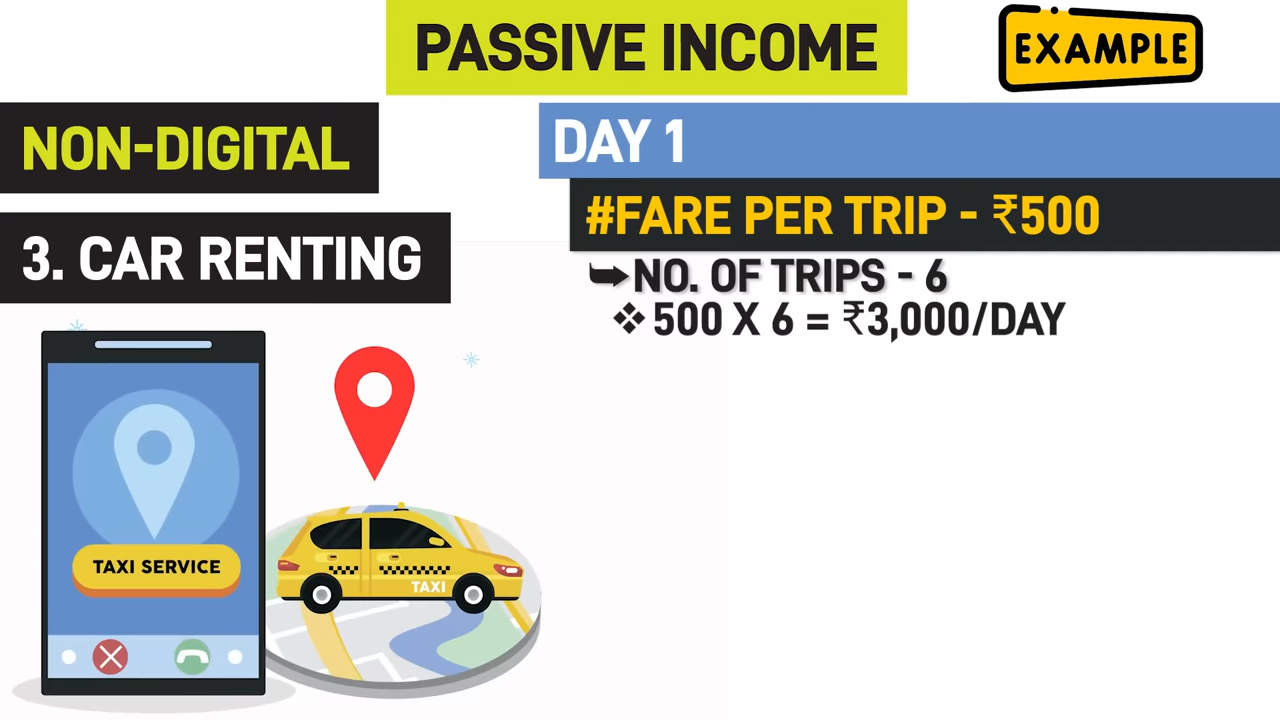 PASSIVE INCOME
EXAMPLE
NON-DIGITAL
3. CAR RENTING
DAY 1
#FARE PER TRIP - ₹500
NO. OF TRIPS - 6
500 X 6 = ₹3,000/DAY
TAXI SERVICE
TAXI